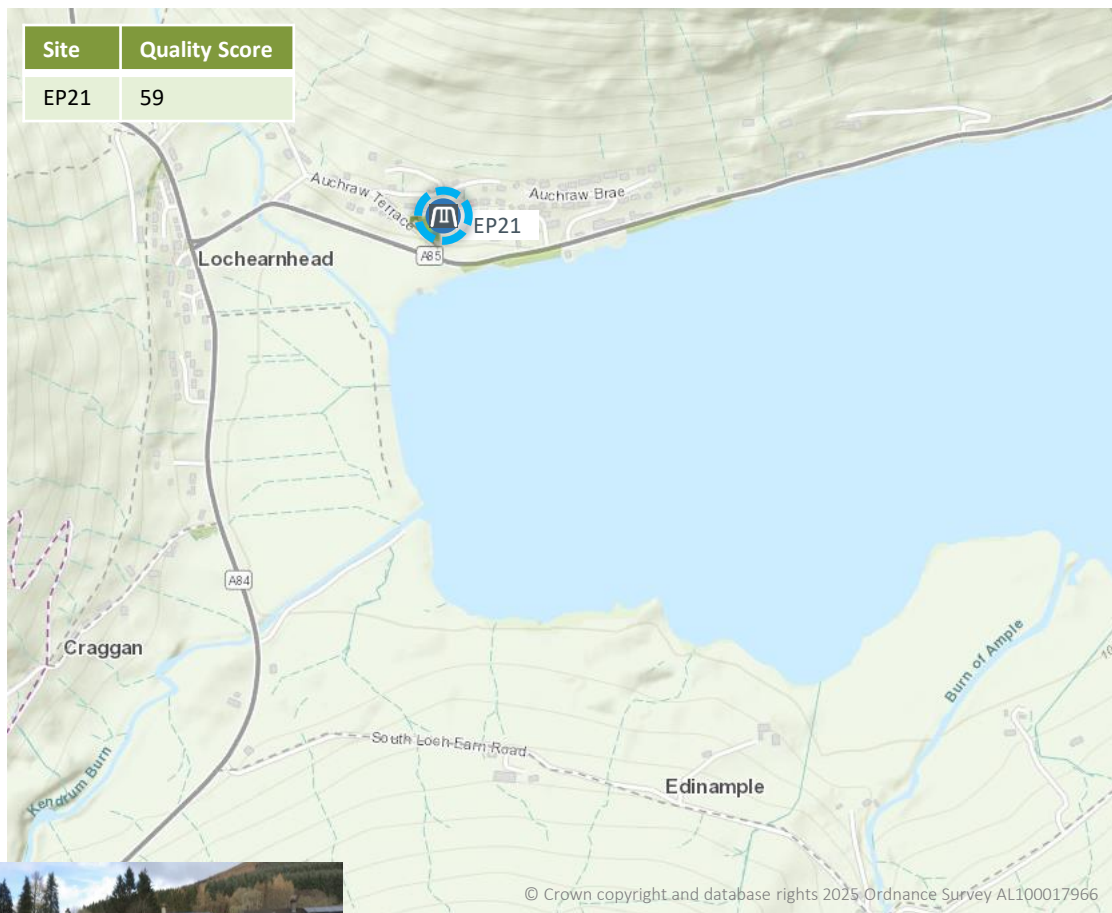 Site Quality Score
EP21 59
Auchraw Terrace
Auchraw Brae
EP21
A85
Lochearnhead
A84
Craggan
Burn of Ample
10
South Loch Earn Road
Edinample
Kendrum Burn
© Crown copyright and database rights 2025 Ordnance Survey AL100017966